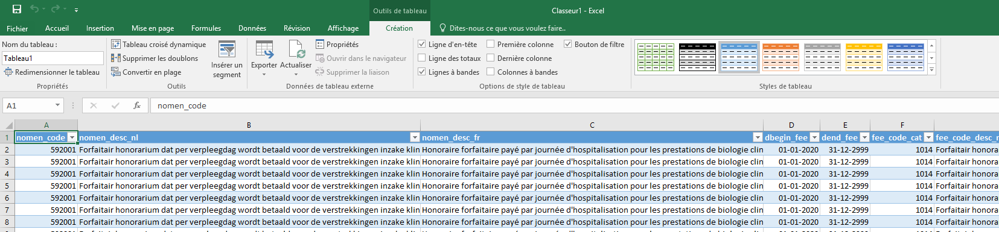 Outils de tableau
Classeur1 - Excel
Fichier Accueil Insertion Mise en page Formules Données Révision Affichage Création Dites-nous ce que vous voulez faire..
Nom du tableau :
Tableau1
Redimensionner le tableau
Propriétés
Tableau croisé dynamique
Supprimer les doublons
Convertir en plage
Insérer un
segment
Outils
Exporter
Actualiser
Propriétés
Ouvrir dans le navigateur
Supprimer la liaison
Données de tableau externe
Ligne d'en-tête Première colonne Bouton de filtre
Ligne des totaux Dernière colonne
Lignes à bandes Colonnes à bandes
Options de style de tableau
Styles de tableau
A1 fx nomen_code
A B C D E F
1 nomen_code nomen_desc_nl nomen_desc_fr dbegin_fee dend_fee fee_code_cat fee_code_desc_
2 592001 Forfaitair honorarium dat per verpleegdag wordt betaald voor de verstrekkingen inzake klin Honoraire forfaitaire payé par journée d'hospitalisation pour les prestations de biologie clin 01-01-2020 31-12-2999 1014 Forfaitair honora
3 592001 Forfaitair honorarium dat per verpleegdag wordt betaald voor de verstrekkingen inzake klin Honoraire forfaitaire payé par journée d'hospitalisation pour les prestations de biologie clin 01-01-2020 31-12-2999 1014 Forfaitair honora
4 592001 Forfaitair honorarium dat per verpleegdag wordt betaald voor de verstrekkingen inzake klin Honoraire forfaitaire payé par journée d'hospitalisation pour les prestations de biologie clin 01-01-2020 31-12-2999 1014 Forfaitair honora
5 592001 Forfaitair honorarium dat per verpleegdag wordt betaald voor de verstrekkingen inzake klin Honoraire forfaitaire payé par journée d'hospitalisation pour les prestations de biologie clin 01-01-2020 31-12-2999 1014 Forfaitair honora
6 592001 Forfaitair honorarium dat per verpleegdag wordt betaald voor de verstrekkingen inzake klin Honoraire forfaitaire payé par journée d'hospitalisation pour les prestations de biologie clin 01-01-2020 31-12-2999 1014 Forfaitair honora
7 592001 Forfaitair honorarium dat per verpleegdag wordt betaald voor de verstrekkingen inzake klin Honoraire forfaitaire payé par journée d'hospitalisation pour les prestations de biologie clin 01-01-2020 31-12-2999 1014 Forfaitair honora
8 592001 Forfaitair honorarium dat per verpleegdag wordt betaald voor de verstrekkingen inzake klin Honoraire forfaitaire payé par journée d'hospitalisation pour les prestations de biologie clin 01-01-2020 31-12-2999 1014 Forfaitair honora